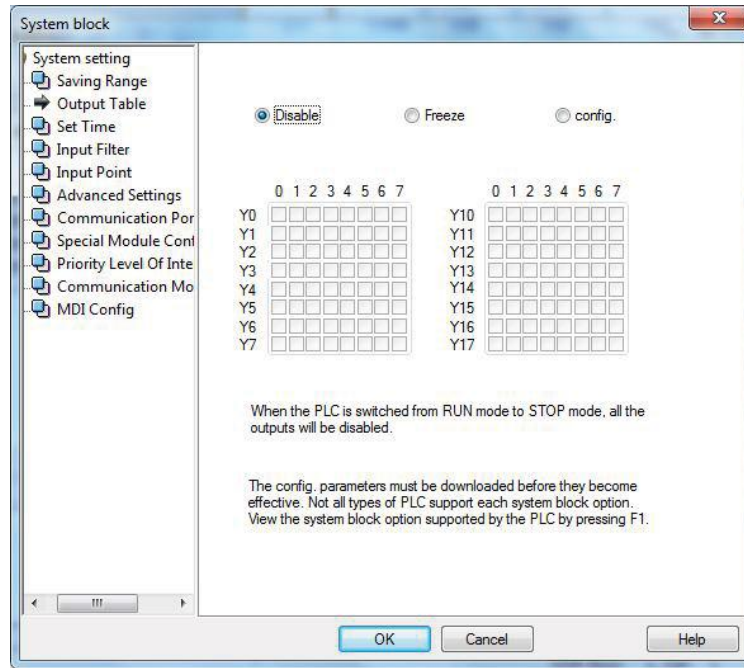 System block
System setting
Saving Range
Output Table
Set Time
Input Filter
Input Point
Advanced Settings
Communication Por
Special Module Conf
Priority Level Of Inte
Communication Mo
MDI Config
Disable
Freeze
config.
0 1 2 3 4 5 6 7
0 1 2 3 4 5 6 7
Y0
Y1
Y2
Y3
Y4
Y5
Y6
Y7
Y10
Y11
Y12
Y13
Y14
Y15
Y16
Y17
When the PLC is switched from RUN mode to STOP mode, all the
outputs will be disabled.
The config. parameters must be downloaded before they become
effective. Not all types of PLC support each system block option.
View the system block option supported by the PLC by pressing F1.
OK
Cancel
Help